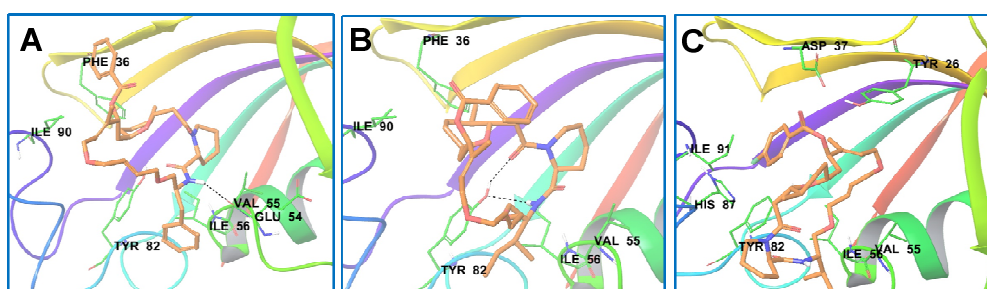 A
PHE 36
ILE 90
VAL 55
GLU 54
ILE 56
TYR 82
B
PHE 36
ILE 90
VAL 55
ILE 56
TYR 82
C
ASP 37
TYR 26
ILE 91
HIS 87
TYR 82
ILE 56
VAL 55